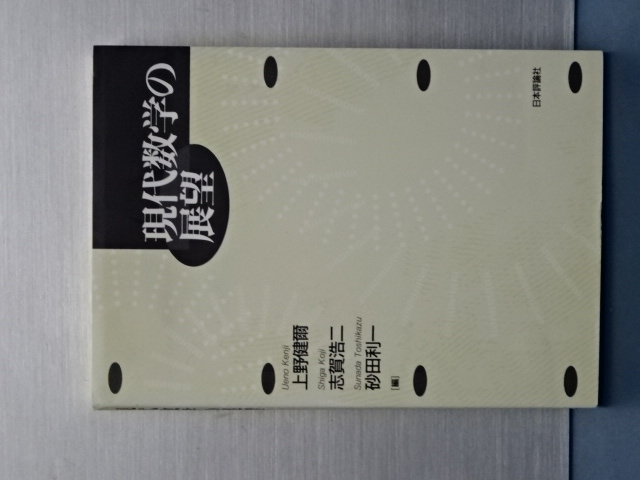 現代数学の
展望
Ueno Kenji
上野健爾
Shiga Koji
志賀浩二
Sunada Toshikazu
砂田利一
[編]
日本評論社